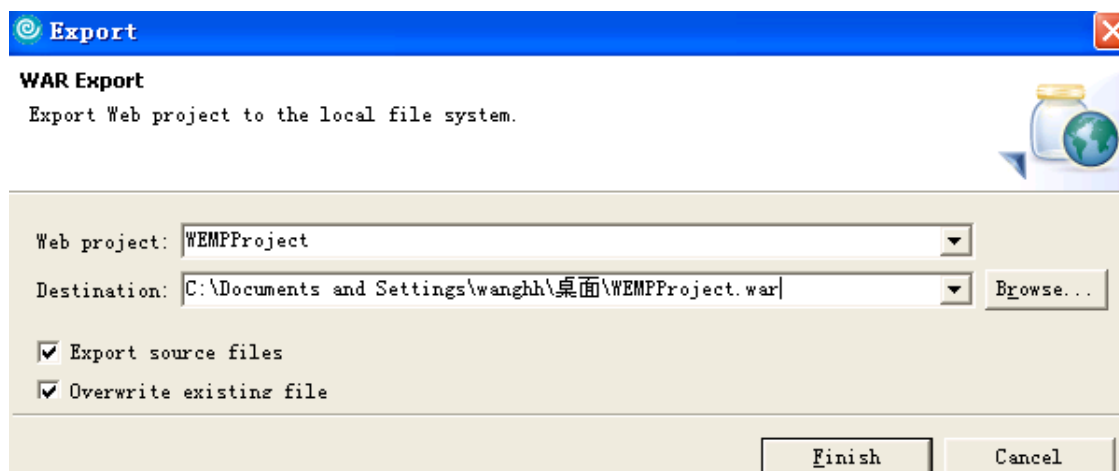 Export
WAR Export
Export Web project to the local file system.
Web project: WEMPProject
Destination: C:\Documents and Settings\wanghh\桌面\WEMPProject.war Browse...
Export source files
Overwrite existing file
Finish Cancel